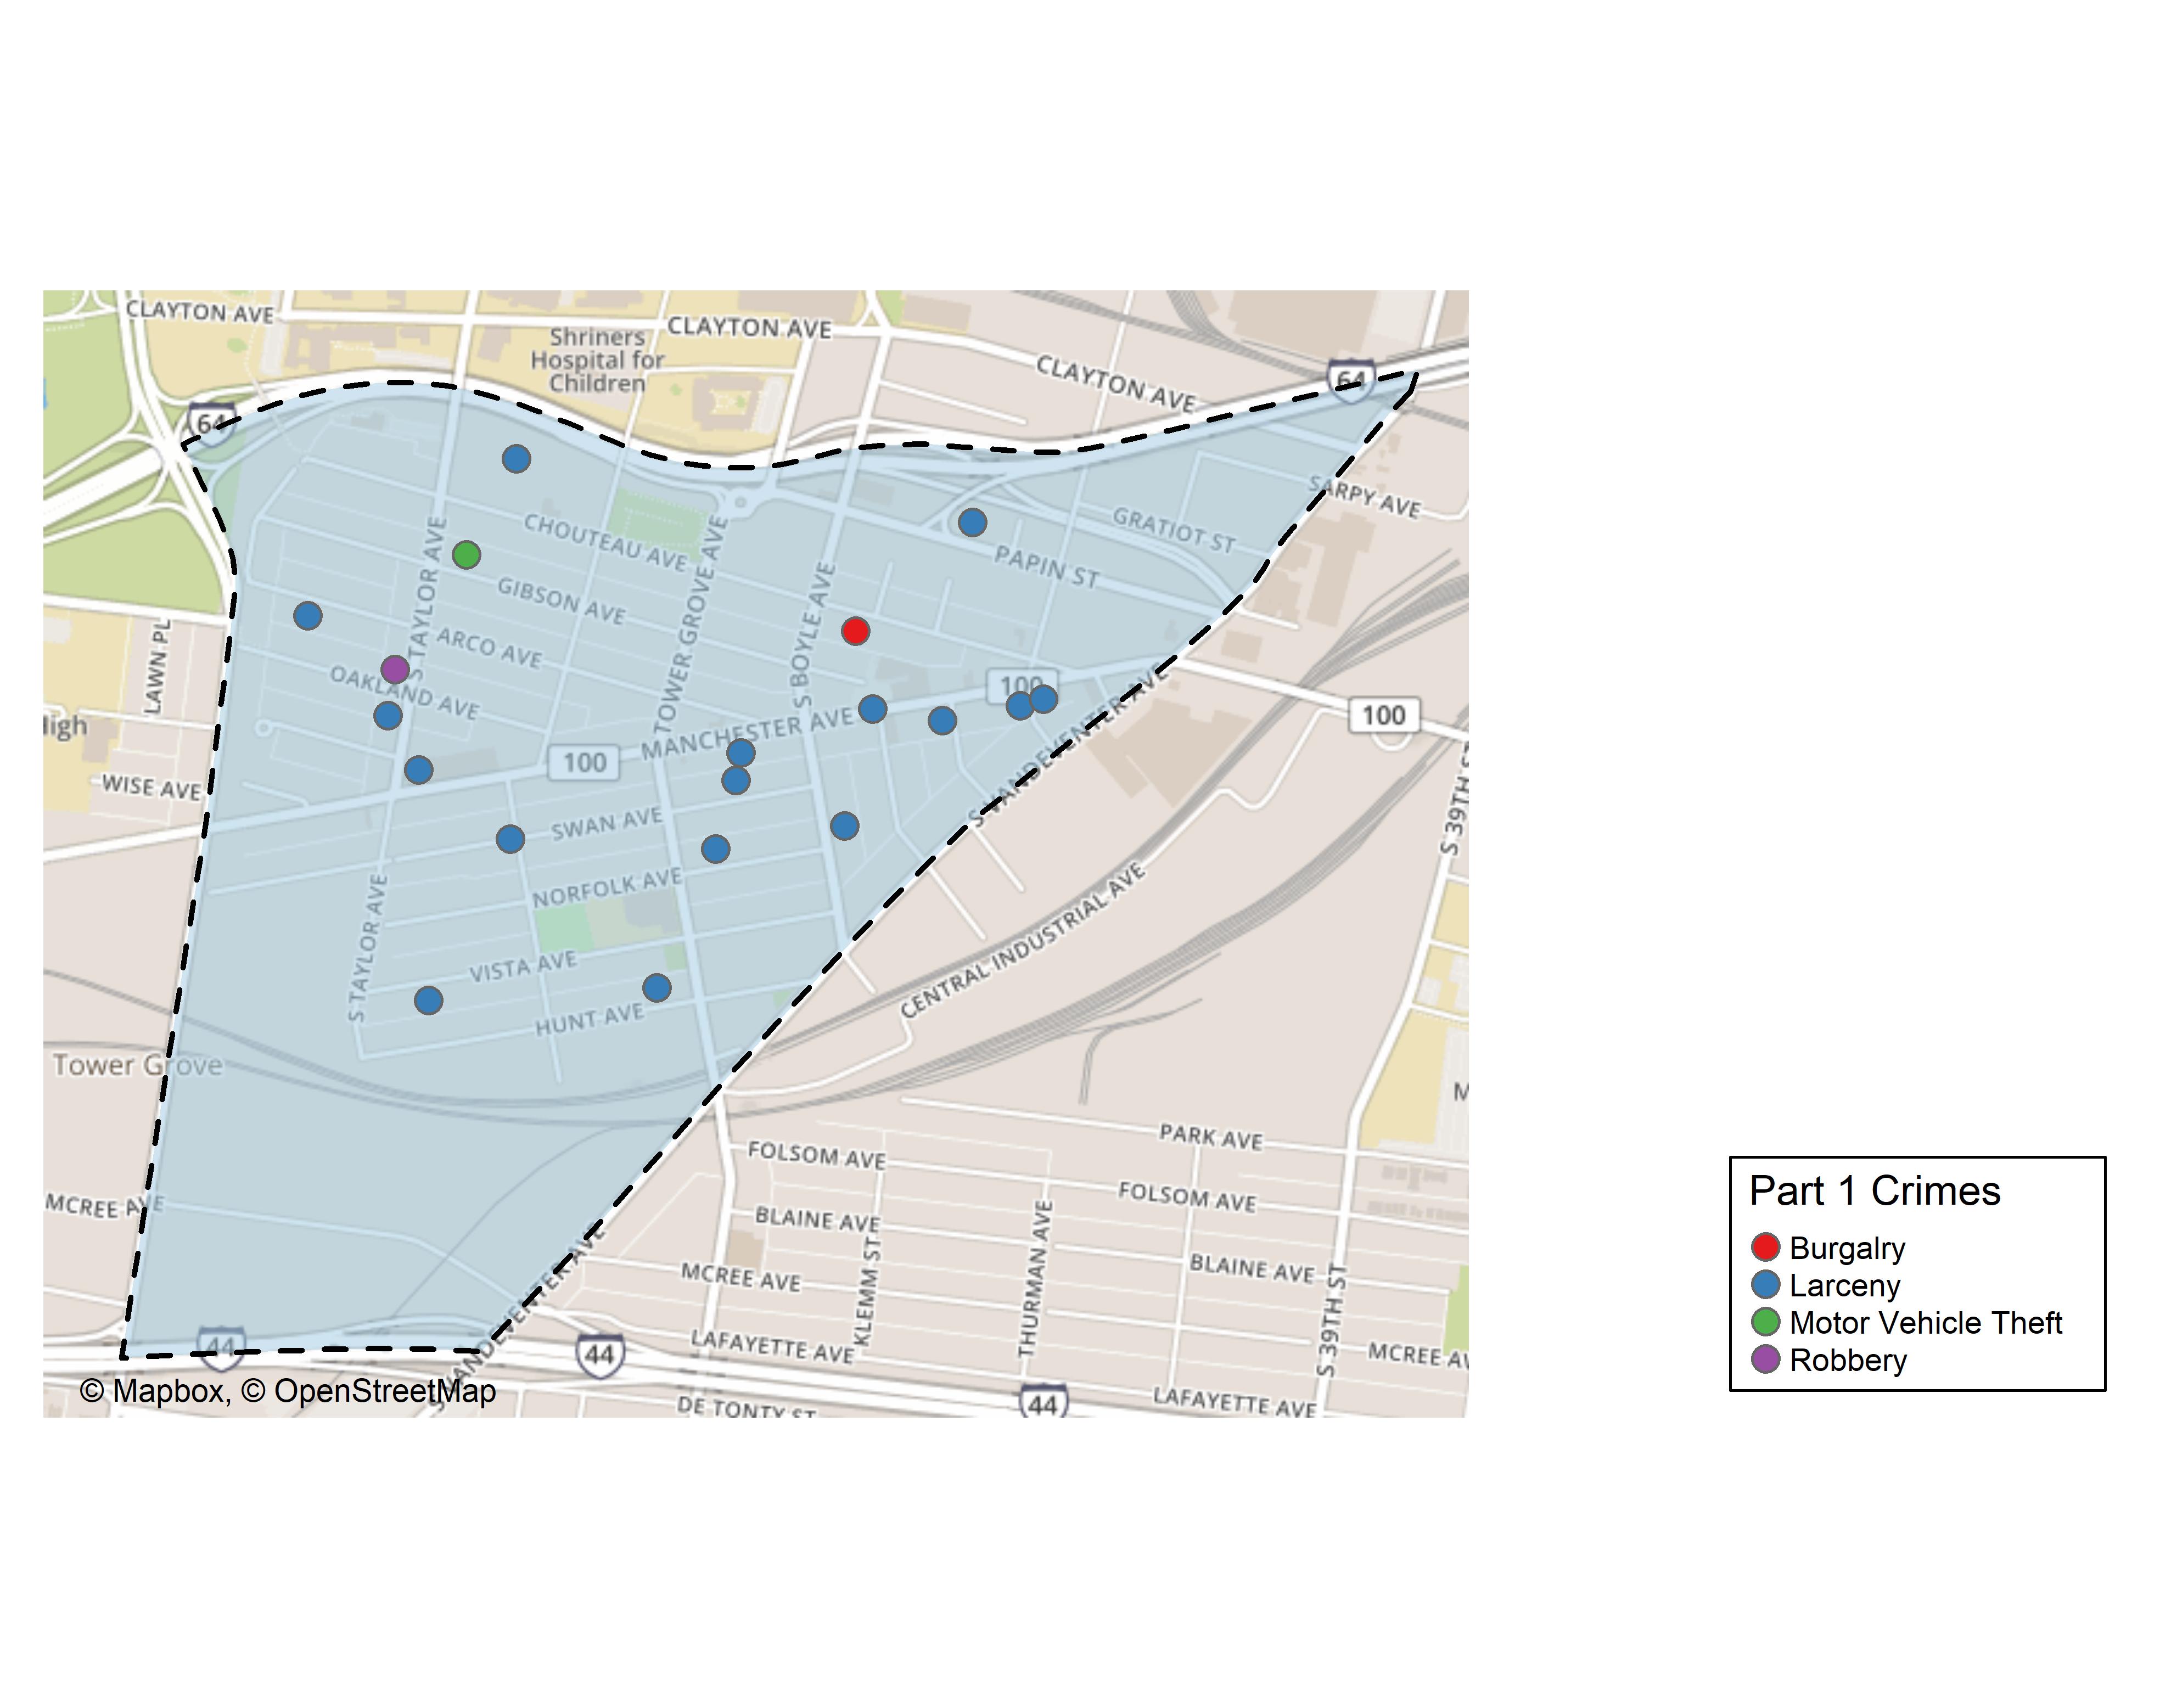 CLAYTON AVE
CLAYTON AVE
Shriners
Hospital for
Children
CLAYTON AVE
64
64
SARPY AVE
GRATIOT ST
CHOUTEAU AVE
PAPIN ST
GIBSON AVE
S TAYLOR AVE
TOWER GROVE AVE
S BOYLE AVE
ARCO AVE
LAWN PL
OAKLAND AVE
100
High
MANCHESTER AVE
100
100
S VANDEVENTER AVE
WISE AVE
SWAN AVE
S 39TH ST
NORFOLK AVE
S TAYLOR AVE
CENTRAL INDUSTRIAL AVE
VISTA AVE
HUNT AVE
Tower Grove
M
PARK AVE
FOLSOM AVE
FOLSOM AVE
MCREE AVE
BLAINE AVE
BLAINE AVE
KLEMM ST
THURMAN AVE
S 39TH ST
MCREE AVE
S VANDEVENTER AVE
44
44
LAFAYETTE AVE
MCREE AV
LAFAYETTE AVE
44
DE TONTY ST
© Mapbox, © OpenStreetMap
Part 1 Crimes
Burgalry
Larceny
Motor Vehicle Theft
Robbery